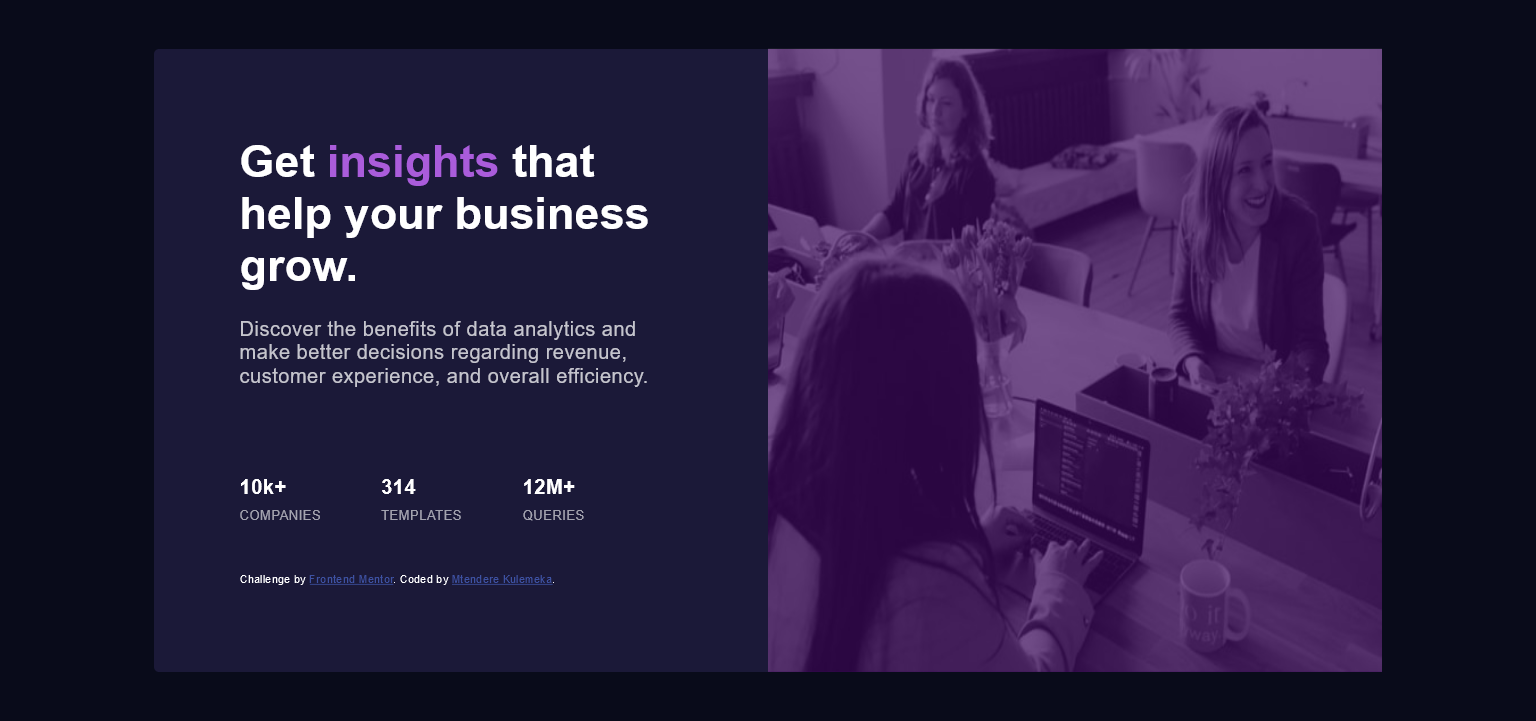 Get insights that
help your business
grow.
Discover the benefits of data analytics and
make better decisions regarding revenue,
customer experience, and overall efficiency.
10k+ 314 12M+
COMPANIES TEMPLATES QUERIES
Challenge by Frontend Mentor. Coded by Mtendere Kulemeka.
it
way